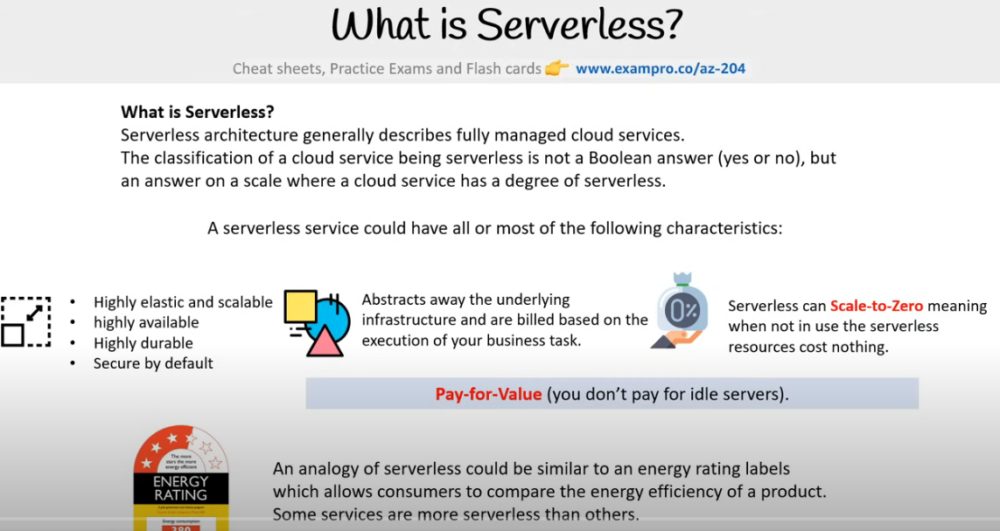 What is Serverless?
Cheat sheets, Practice Exams and Flash cards 👉 www.exampro.co/az-204
What is Serverless?
Serverless architecture generally describes fully managed cloud services.
The classification of a cloud service being serverless is not a Boolean answer (yes or no), but
an answer on a scale where a cloud service has a degree of serverless.
A serverless service could have all or most of the following characteristics:
• Highly elastic and scalable
• highly available
• Highly durable
• Secure by default
Abstracts away the underlying
infrastructure and are billed based on the
execution of your business task.
0%
Serverless can Scale-to-Zero meaning
when not in use the serverless
resources cost nothing.
Pay-for-Value (you don't pay for idle servers).
The more
stars the more
energy efficient
ENERGY
RATING
Energy consumption
380
An analogy of serverless could be similar to an energy rating labels
which allows consumers to compare the energy efficiency of a product.
Some services are more serverless than others.